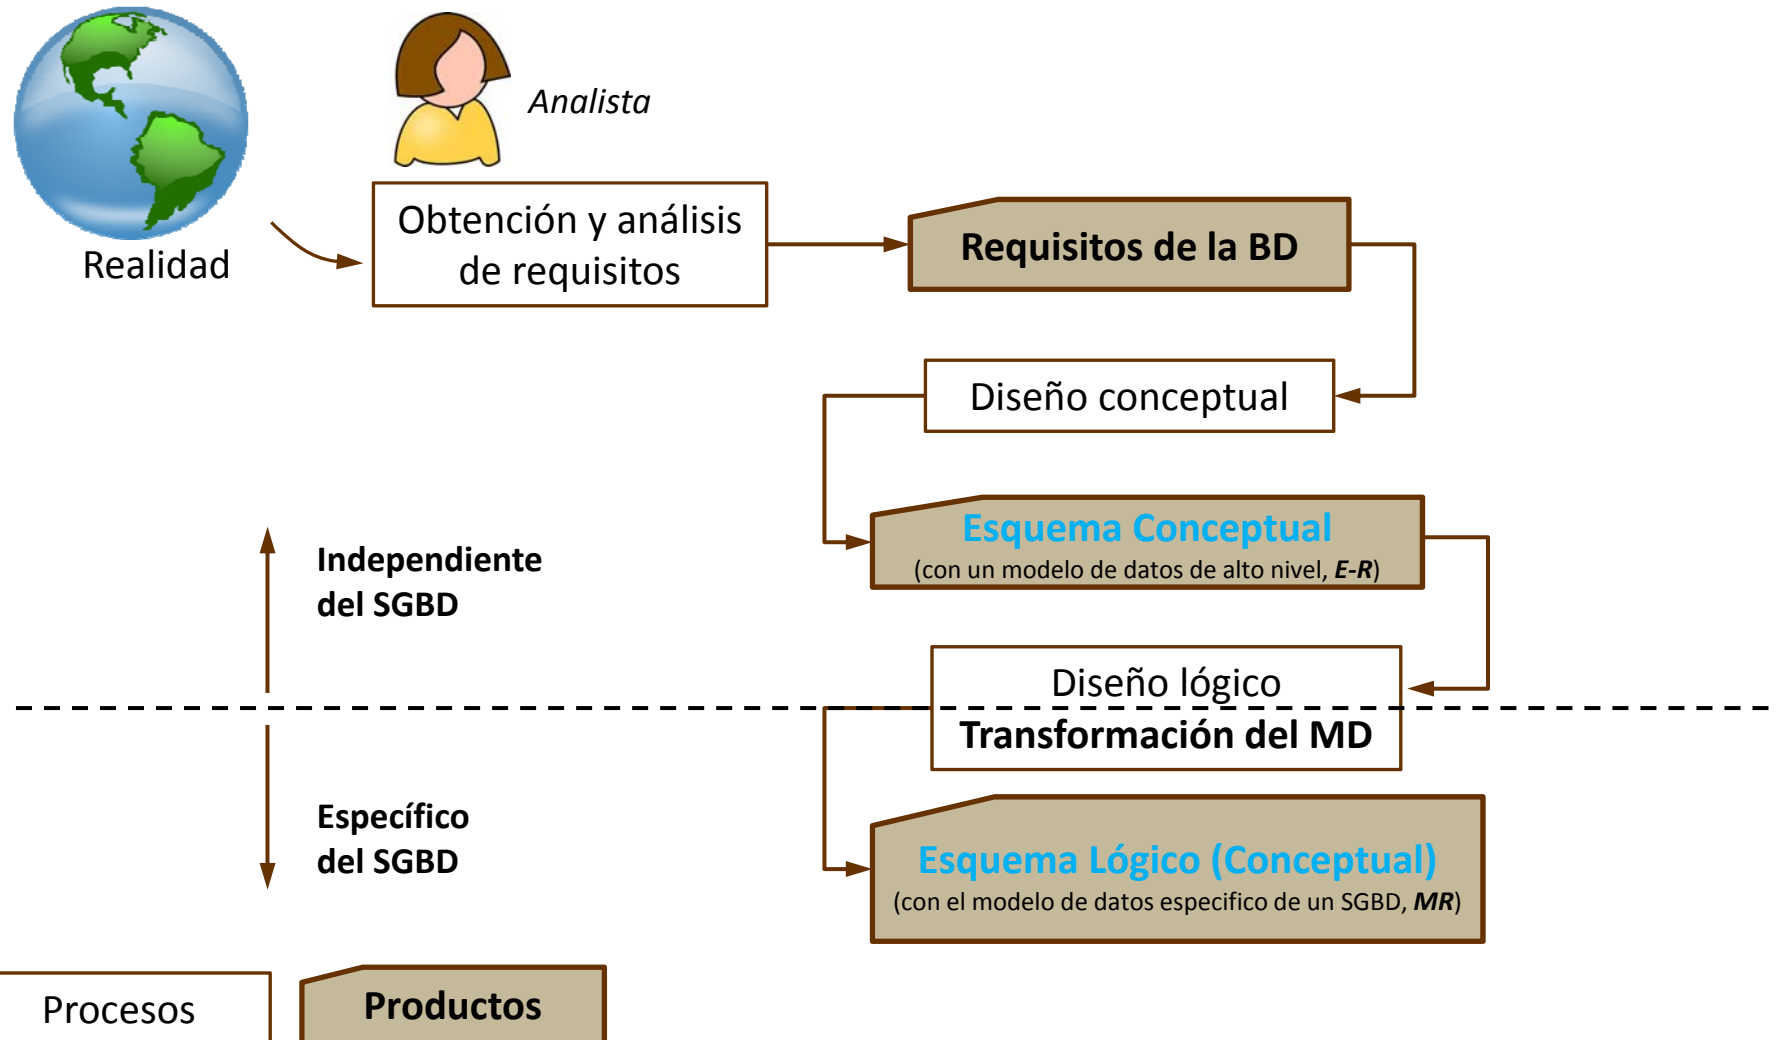 Analista
Realidad
Obtención y análisis
de requisitos
Requisitos de la BD
Diseño conceptual
Esquema Conceptual
(con un modelo de datos de alto nivel, E-R)
Independiente
del SGBD
Diseño lógico
Transformación del MD
Específico
del SGBD
Esquema Lógico (Conceptual)
(con el modelo de datos especifico de un SGBD, MR)
Procesos
Productos